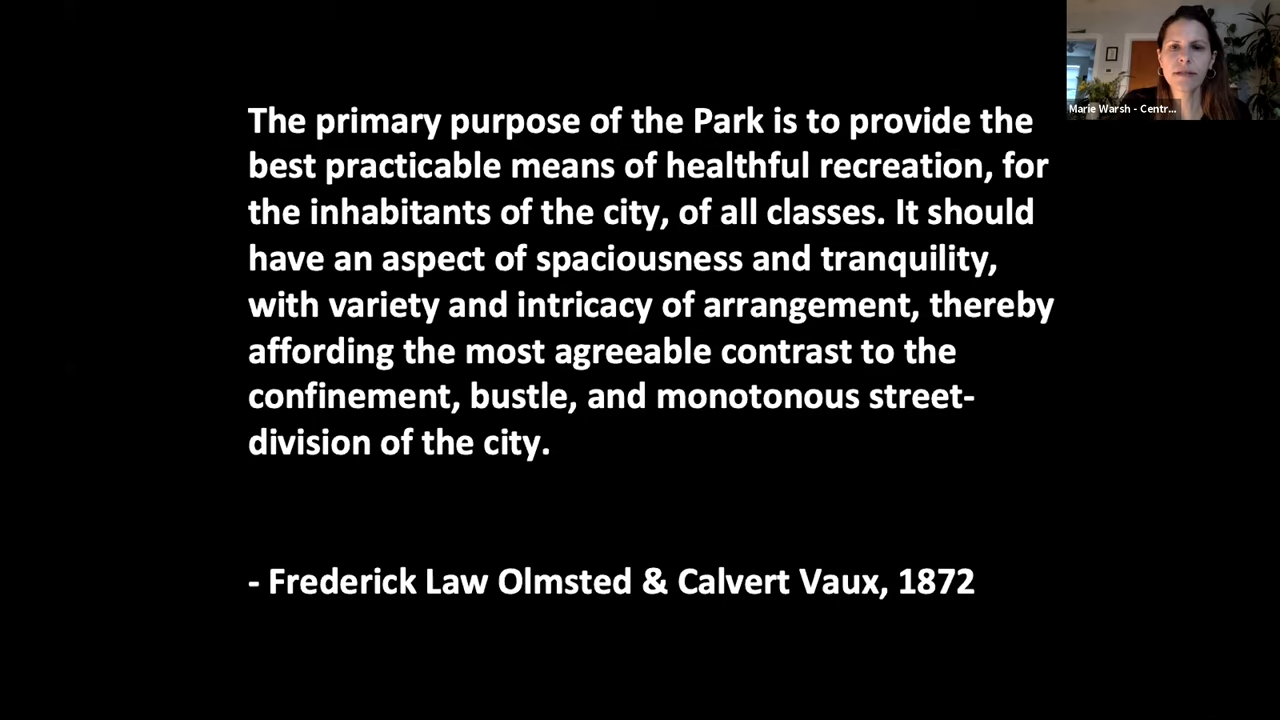 Marie Warsh - Centr...
The primary purpose of the Park is to provide the
best practicable means of healthful recreation, for
the inhabitants of the city, of all classes. It should
have an aspect of spaciousness and tranquility,
with variety and intricacy of arrangement, thereby
affording the most agreeable contrast to the
confinement, bustle, and monotonous street-
division of the city.
- Frederick Law Olmsted & Calvert Vaux, 1872